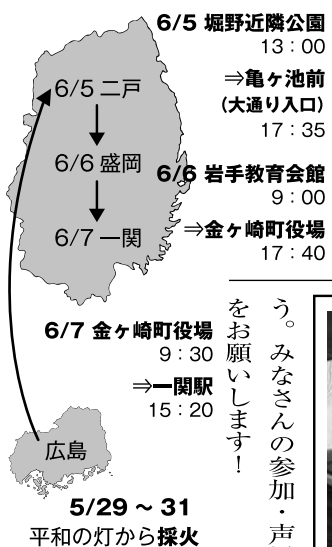 6/5 堀野近隣公園
13：00
⇒亀ヶ池前
(大通り入口)
17：35
6/6 岩手教育会館
9：00
⇒金ヶ崎町役場
17：40
6/7 金ヶ崎町役場
9：30
⇒一関駅
15：20
6/5 二戸
6/6 盛岡
6/7 一関
広島
5/29 ～ 31
平和の灯から採火
う。みなさんの参加・声
をお願いします！